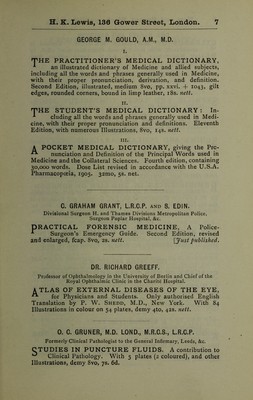 H. K. Lewis, 136 Gower Street, London. 7
GEORGE M. GOULD, A.M., M.D.
I.
THE PRACTITIONER'S MEDICAL DICTIONARY,
an illustrated dictionary of Medicine and allied subjects,
including all the words and phrases generally used in Medicine,
with their proper pronunciation, derivation, and definition.
Second Edition, illustrated, medium 8vo, pp. xxvi. + 1043, gilt
edges, rounded corners, bound in limp leather, 18s. nett.
II.
THE STUDENT'S MEDICAL DICTIONARY: In-
cluding all the words and phrases generally used in Medi-
cine, with their proper pronunciation and definitions. Eleventh
Edition, with numerous Illustrations, 8vo, 14s. nett.
III.
A POCKET MEDICAL DICTIONARY, giving the Pro-
nunciation and Definition of the Principal Words used in
Medicine and the Collateral Sciences. Fourth edition, containing
30,000 words. Dose List revised in accordance with the U.S.A.
Pharmacopœia, 1905. 32mo, 5s. net.
C. GRAHAM GRANT, L.R.C.P. AND S. EDIN.
Divisional Surgeon H. and Thames Divisions Metropolitan Police,
Surgeon Poplar Hospital, &c.
PRACTICAL FORENSIC MEDICINE. A Police-
Surgeon's Emergency Guide. Second Edition, revised
and enlarged, fcap. 8vo, 2s. nett. [Just published.
DR. RICHARD GREEFF.
Professor of Ophthalmology in the University of Berlin and Chief of the
Royal Ophthalmic Clinic in the Charité Hospital.
ATLAS OF EXTERNAL DISEASES OF THE EYE,
for Physicians and Students. Only authorised English
Translation by P. W. Shedd, M.D., New York. With 84
Illustrations in colour on 54 plates, demy 4to, 42s. nett.
O. C. GRUNER, M.D. LOND., M.R.C.S., L.R.C.P.
Formerly Clinical Pathologist to the General Infirmary, Leeds, &c.
STUDIES IN PUNCTURE FLUIDS. A contribution to
Clinical Pathology. With 5 plates (2 coloured), and other
Illustrations, demy 8vo, 7s. 6d.